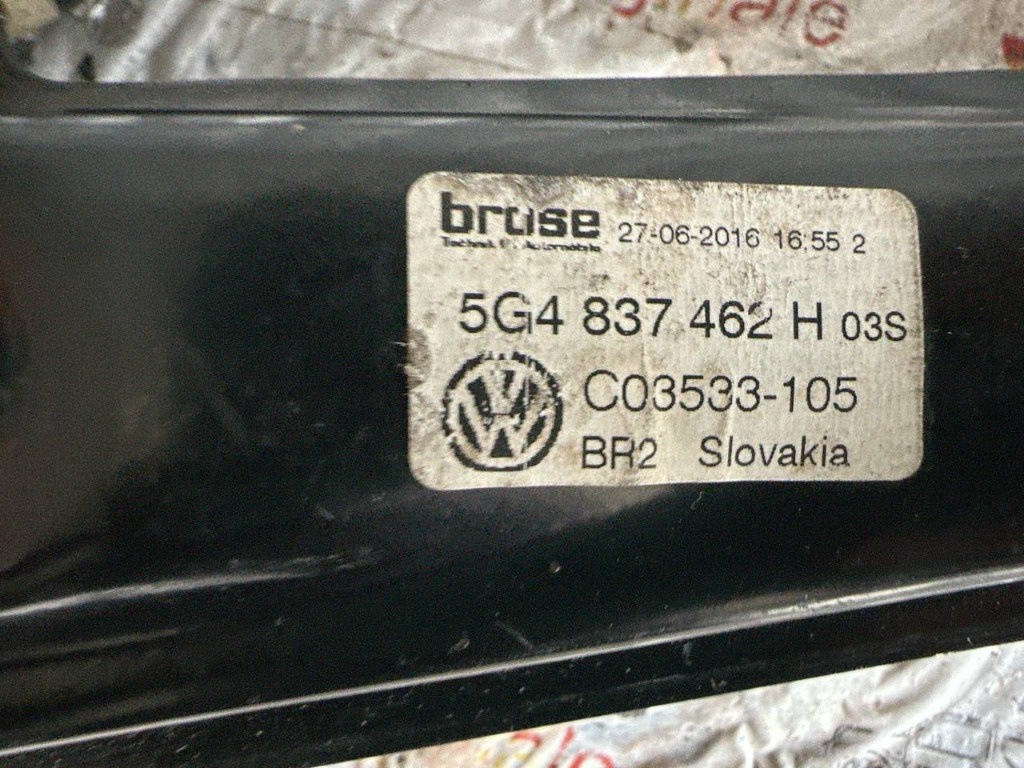 brose 27-06-2016 16:55 2
5G4 837 462 H 03S
C03533-105
BR2 Slovakia